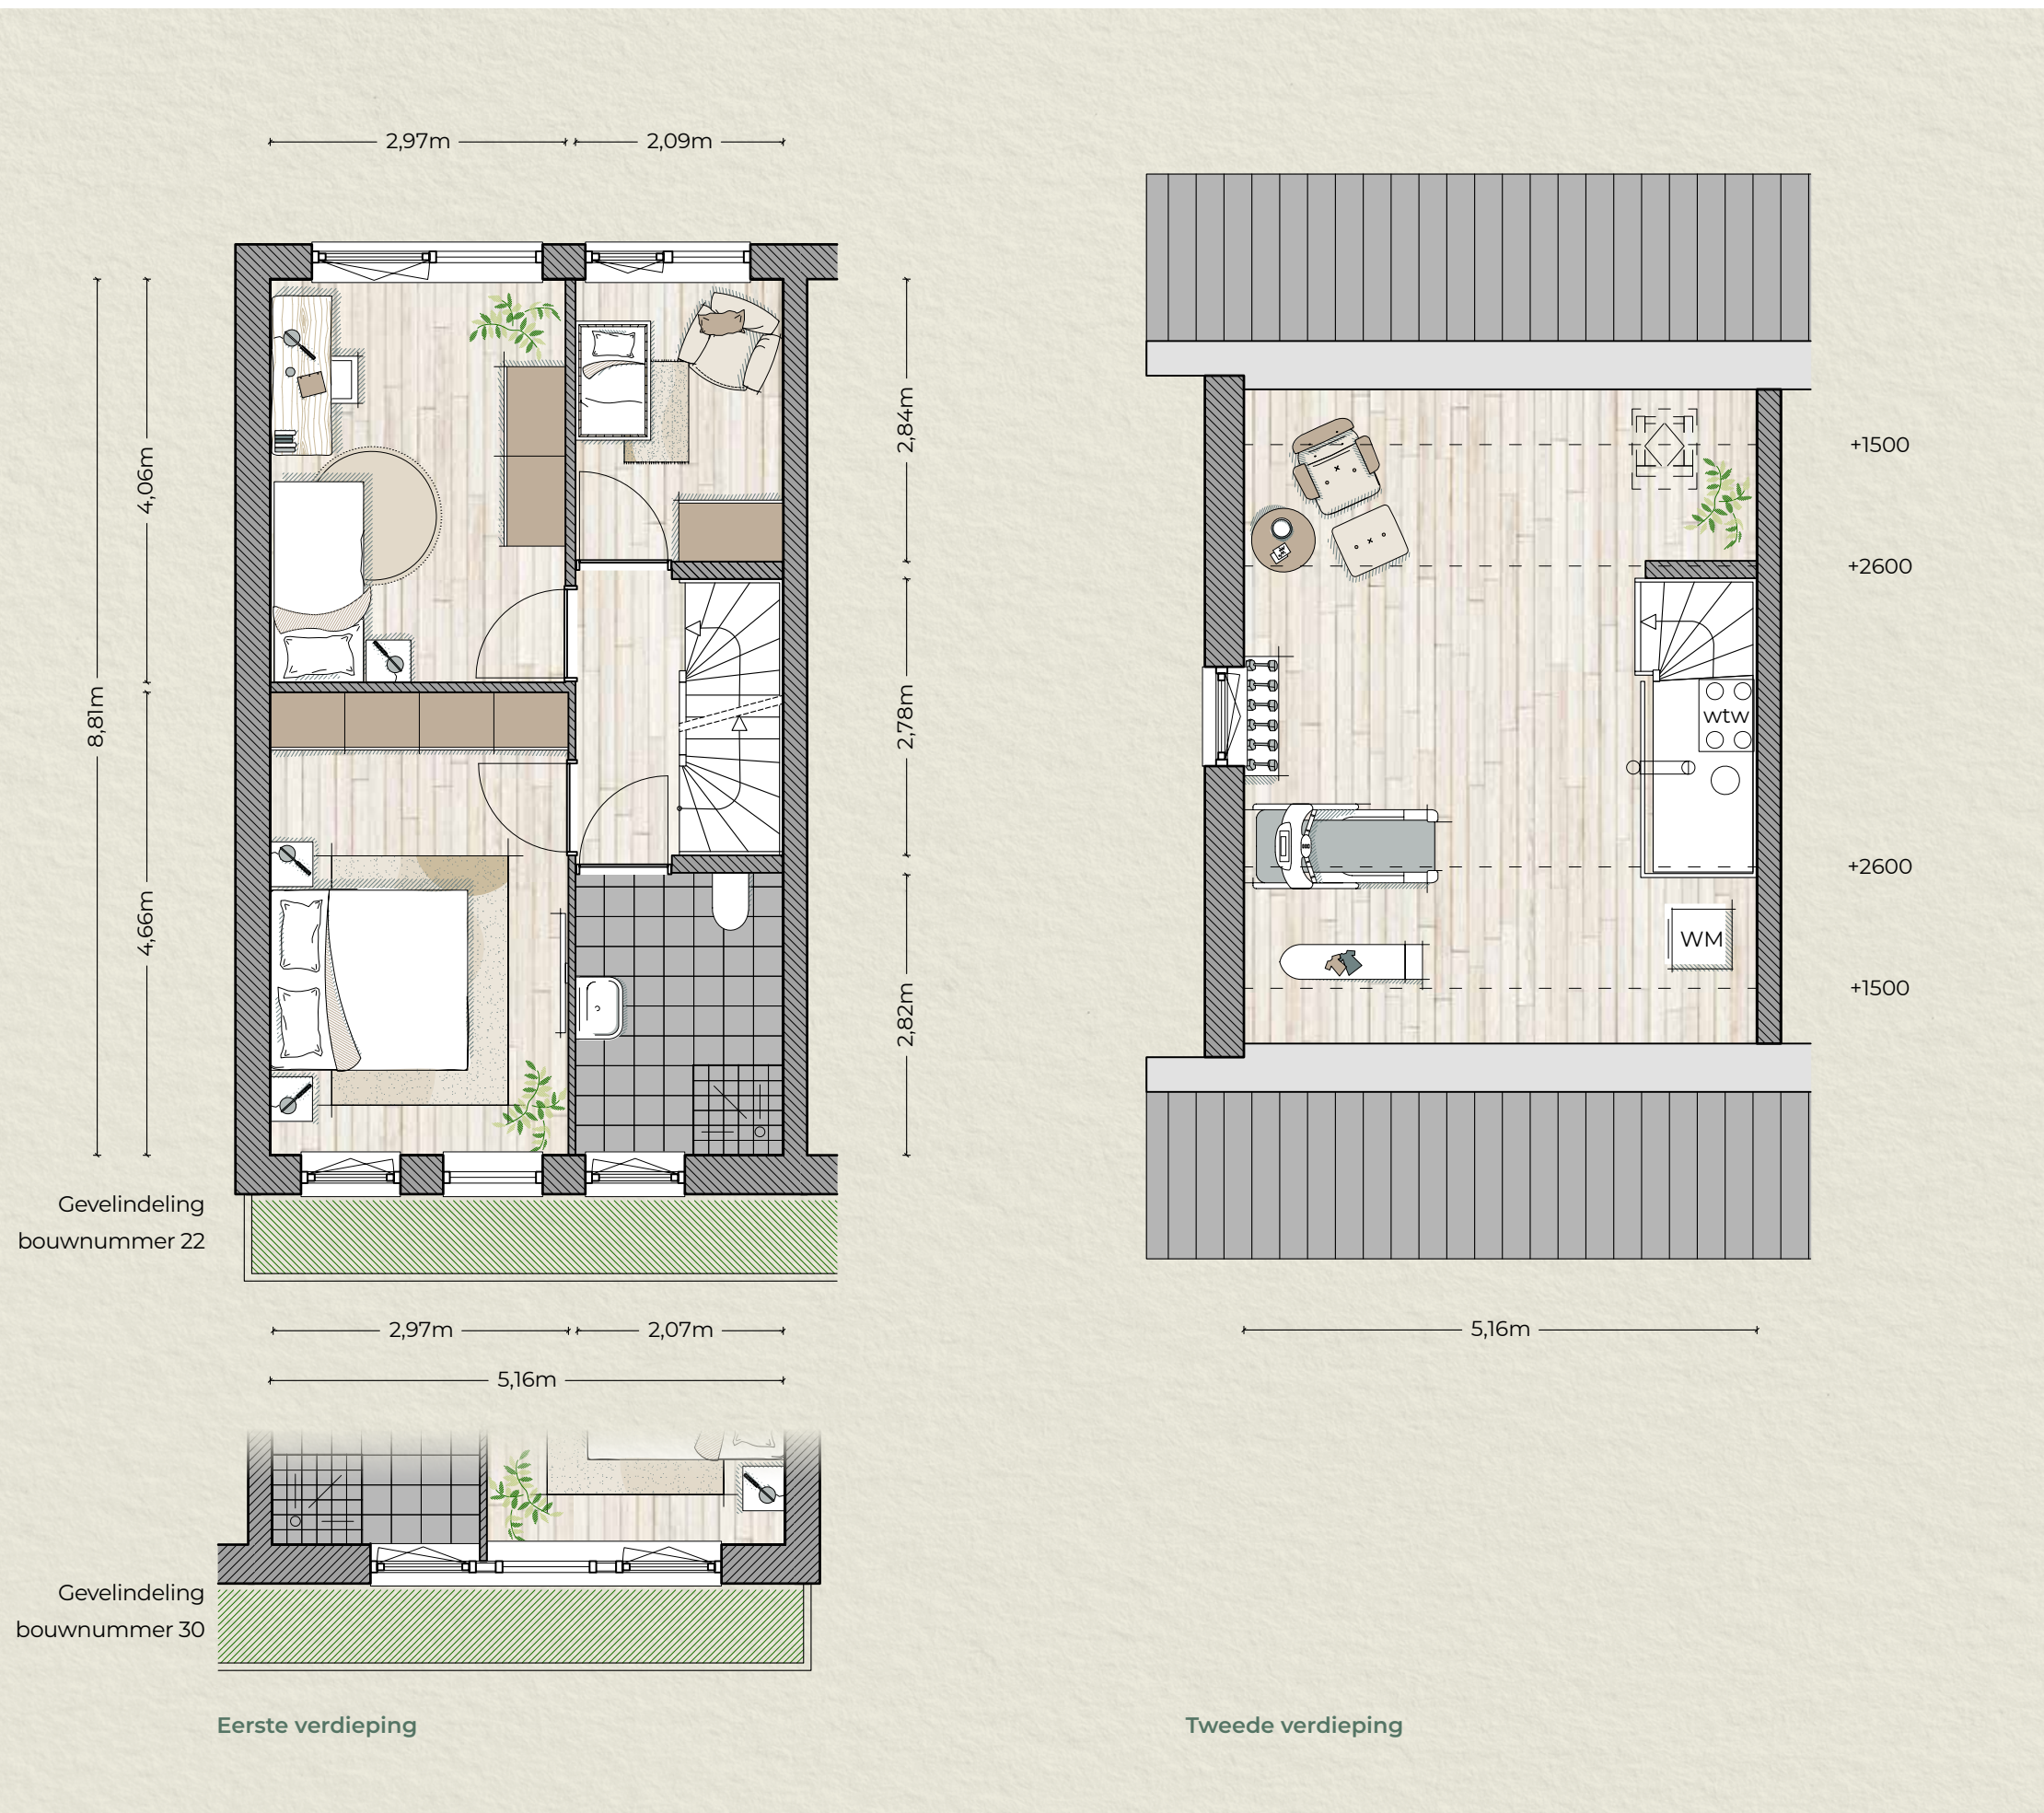 2,97m
2,09m
8,81m
4,06m
4,66m
2,84m
2,78m
2,82m
Gevelindeling
bouwnummer 22
2,97m
2,07m
5,16m
Gevelindeling
bouwnummer 30
Eerste verdieping
+1500
+2600
wtw
+2600
WM
+1500
5,16m
Tweede verdieping